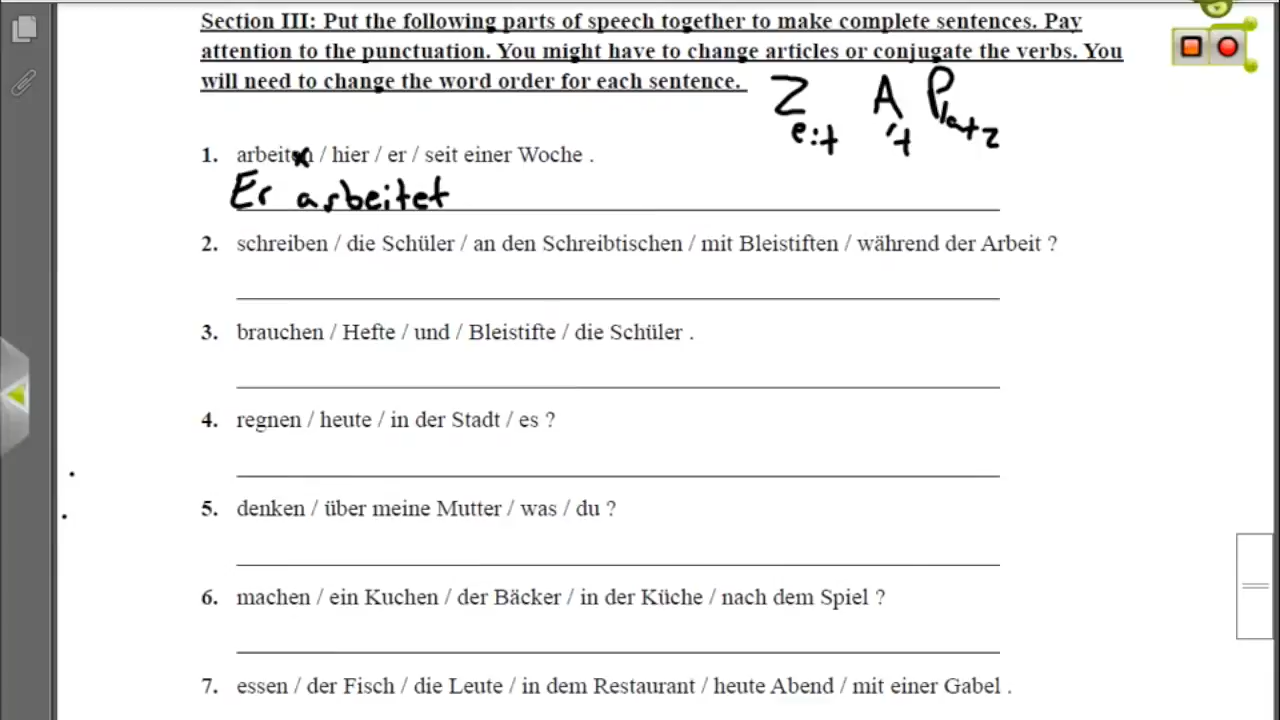 Section III: Put the following parts of speech together to make complete sentences. Pay
attention to the punctuation. You might have to change articles or conjugate the verbs. You
will need to change the word order for each sentence.
Z A Platz
eit rt
1. arbeiten / hier / er / seit einer Woche .
Er arbeitet
2. schreiben / die Schüler / an den Schreibtischen / mit Bleistiften / während der Arbeit ?
3. brauchen / Hefte / und / Bleistifte / die Schüler .
4. regnen / heute / in der Stadt / es ?
5. denken / über meine Mutter / was / du ?
6. machen / ein Kuchen / der Bäcker / in der Küche / nach dem Spiel ?
7. essen / der Fisch / die Leute / in dem Restaurant / heute Abend / mit einer Gabel .